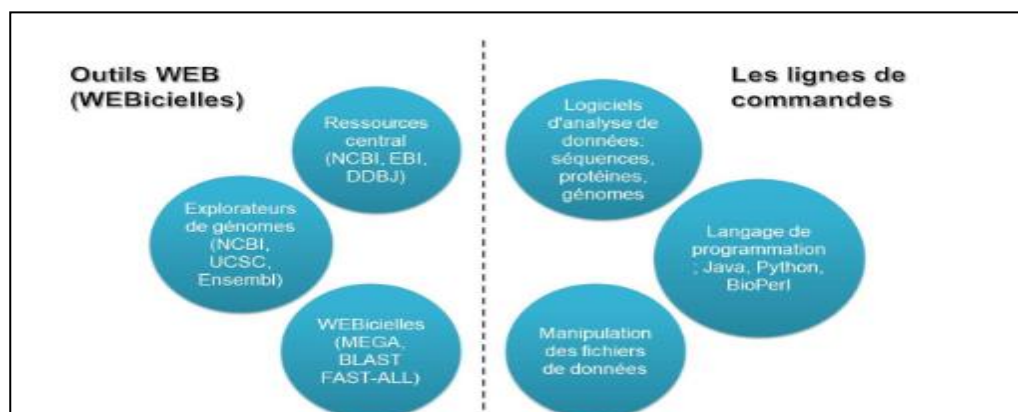 Outils WEB
(WEBicielles)
Ressources
central
(NCBI, EBI,
DDBJ)
Explorateurs
de génomes
(NCBI,
UCSC,
Ensembl)
WEBicielles
(MEGA,
BLAST
FAST-ALL)
Les lignes de
commandes
Logiciels
d'analyse de
données:
séquences,
protéines,
génomes
Langage de
programmation
; Java, Python,
BioPerl
Manipulation
des fichiers
de données